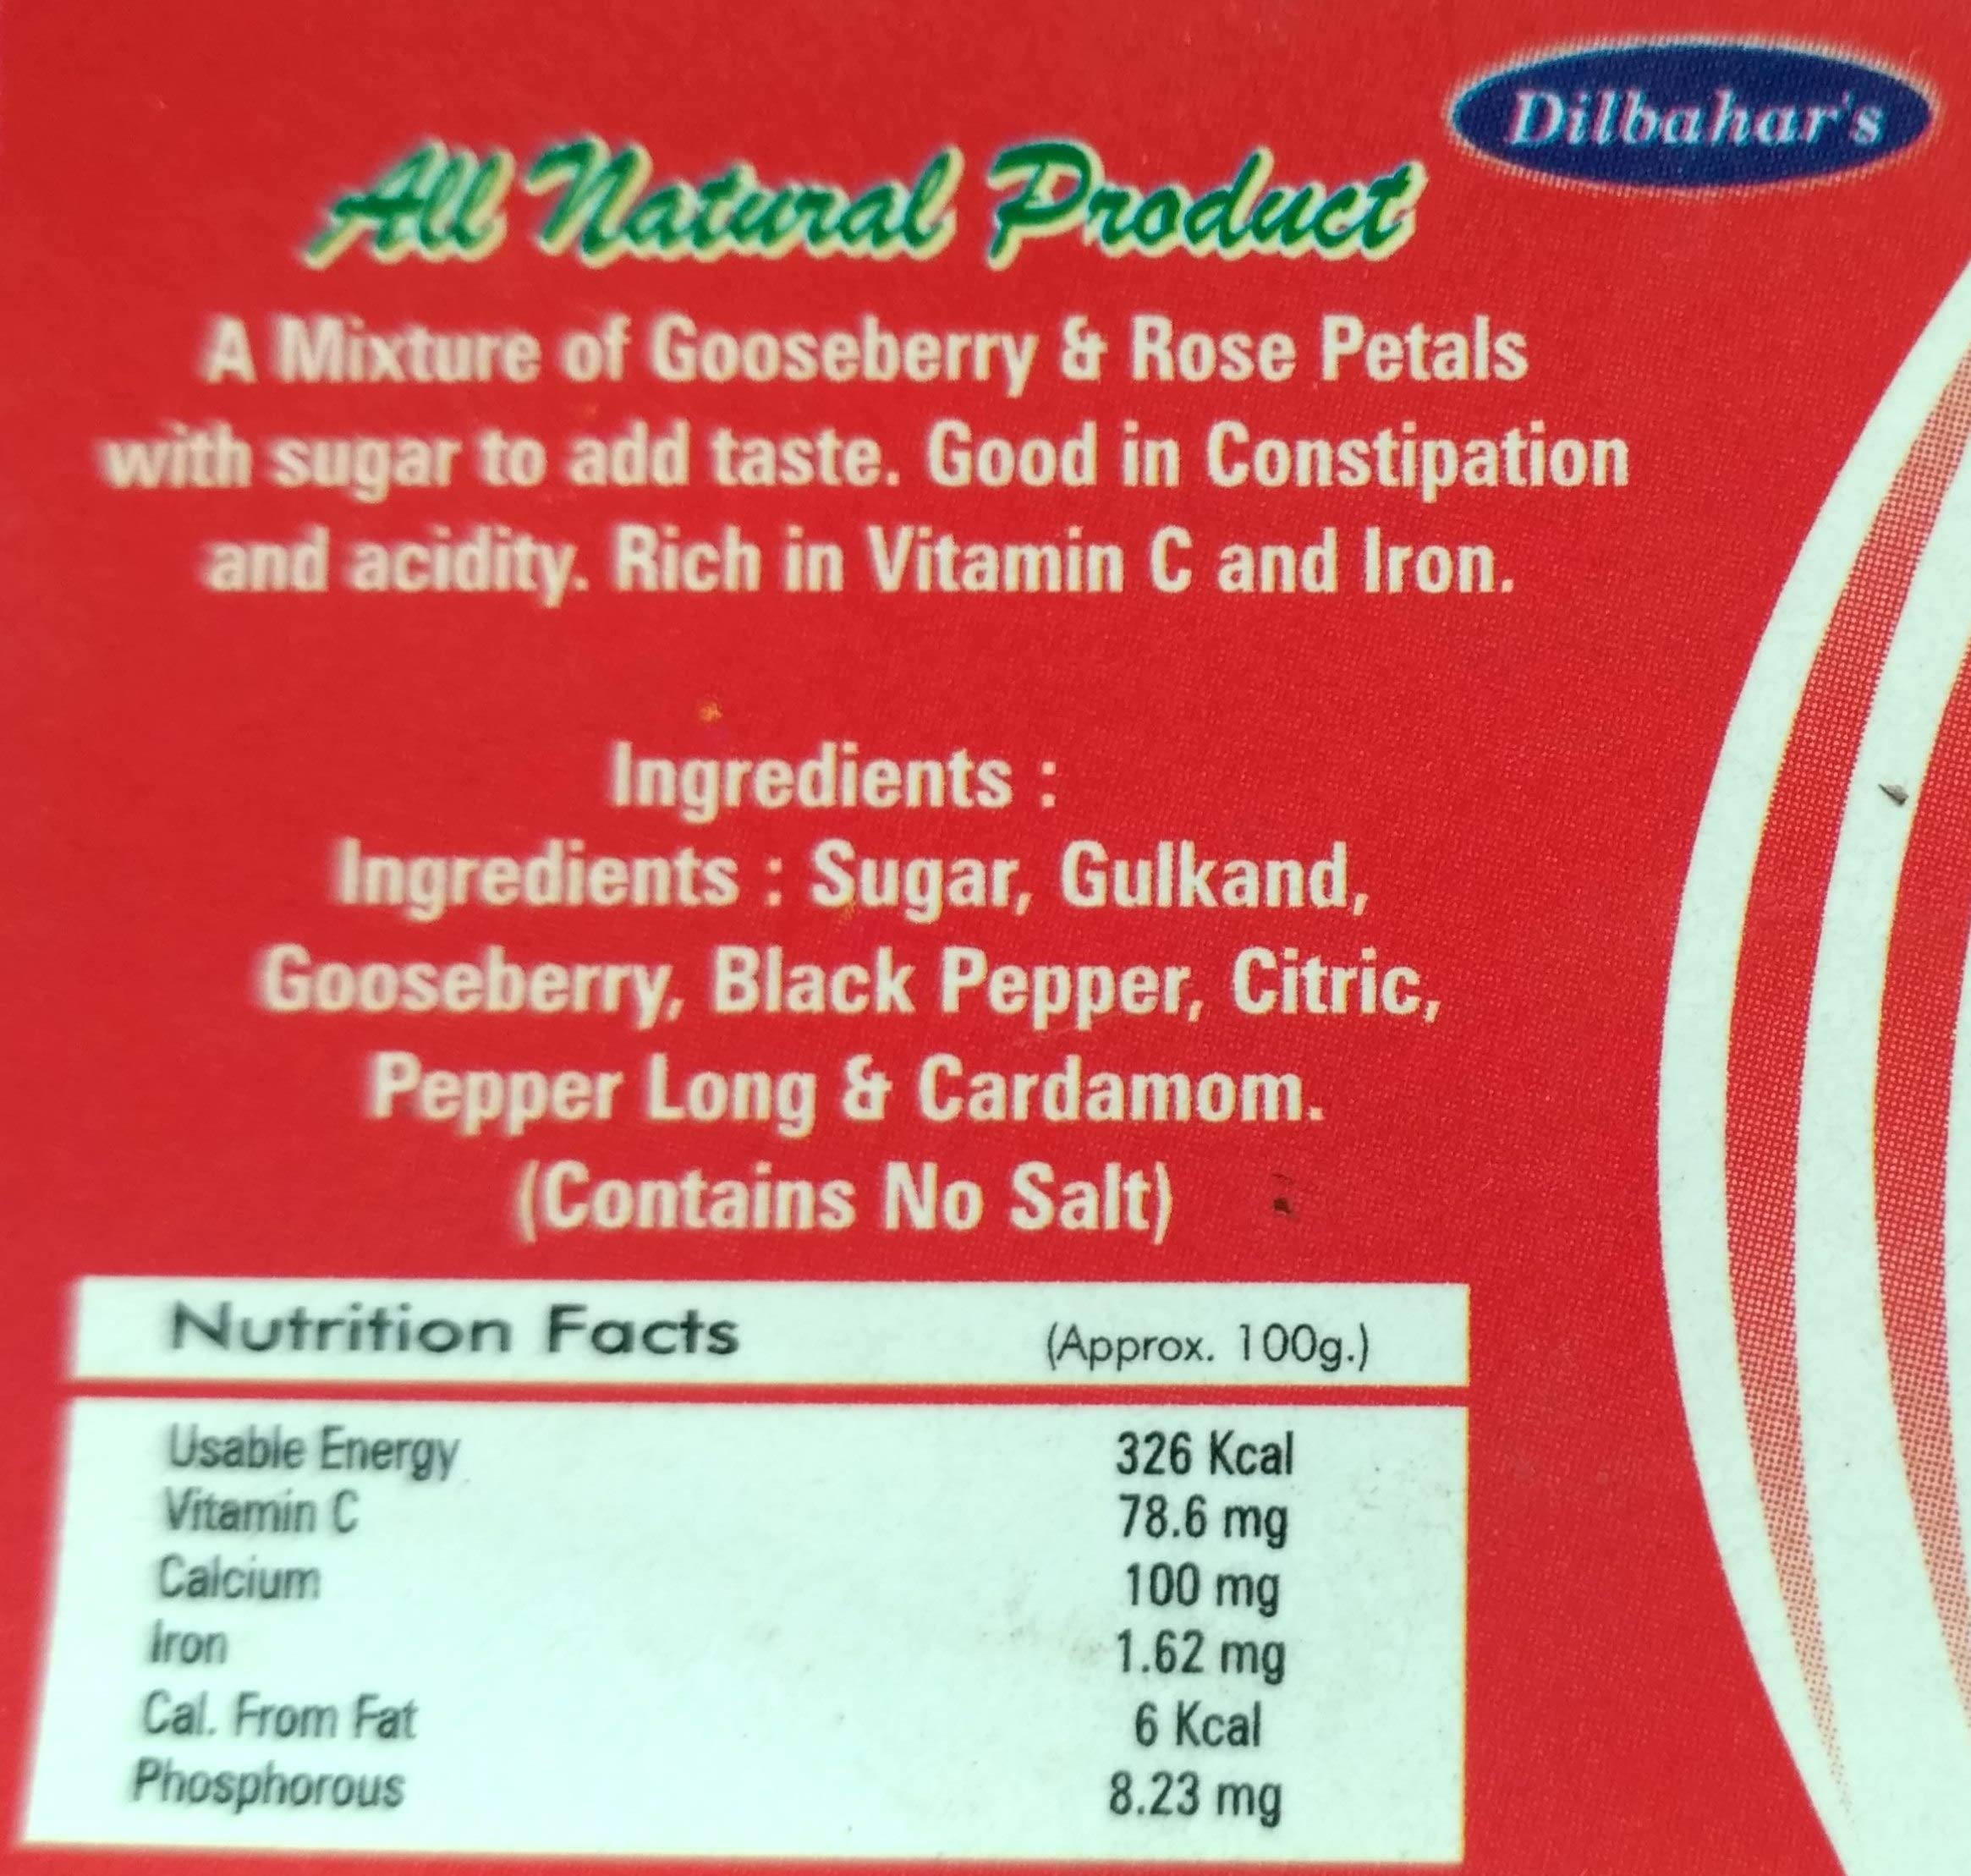 Dilbahar's
All Natural Product
A Mixture of Gooseberry & Rose Petals
with sugar to add taste. Good in Constipation
and acidity. Rich in Vitamin C and Iron.
Ingredients :
Ingredients : Sugar, Gulkand,
Gooseberry, Black Pepper, Citric,
Pepper Long & Cardamom.
(Contains No Salt)
Nutrition Facts (Approx. 100g.)
Usable Energy 326 Kcal
Vitamin C 78.6 mg
Calcium 100 mg
Iron 1.62 mg
Cal. From Fat 6 Kcal
Phosphorous 8.23 mg